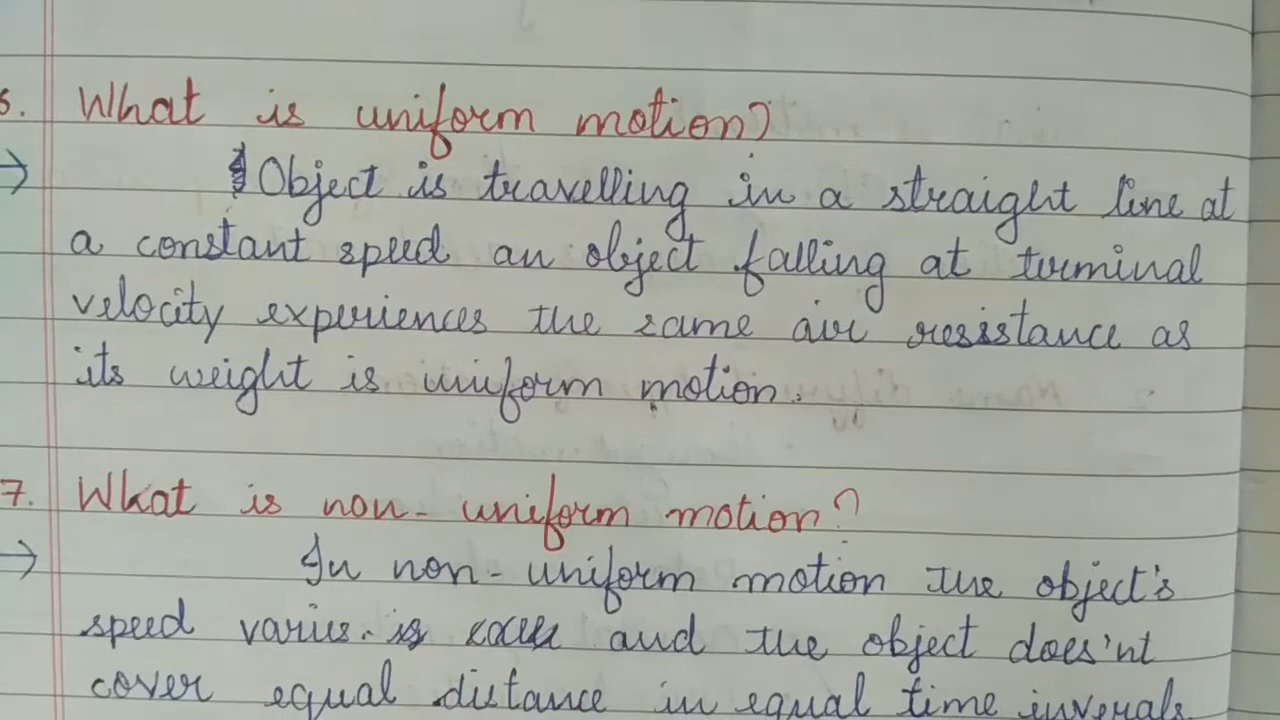 6. What is uniform motion?
→ Object is travelling in a straight line at
a constant speed an object falling at terminal
velocity experiences the same air resistance as
its weight is uniform motion.
7. What is non-uniform motion?
→ In non-uniform motion the object's
speed varies. and the object does'nt
cover equal distance in equal time inverals